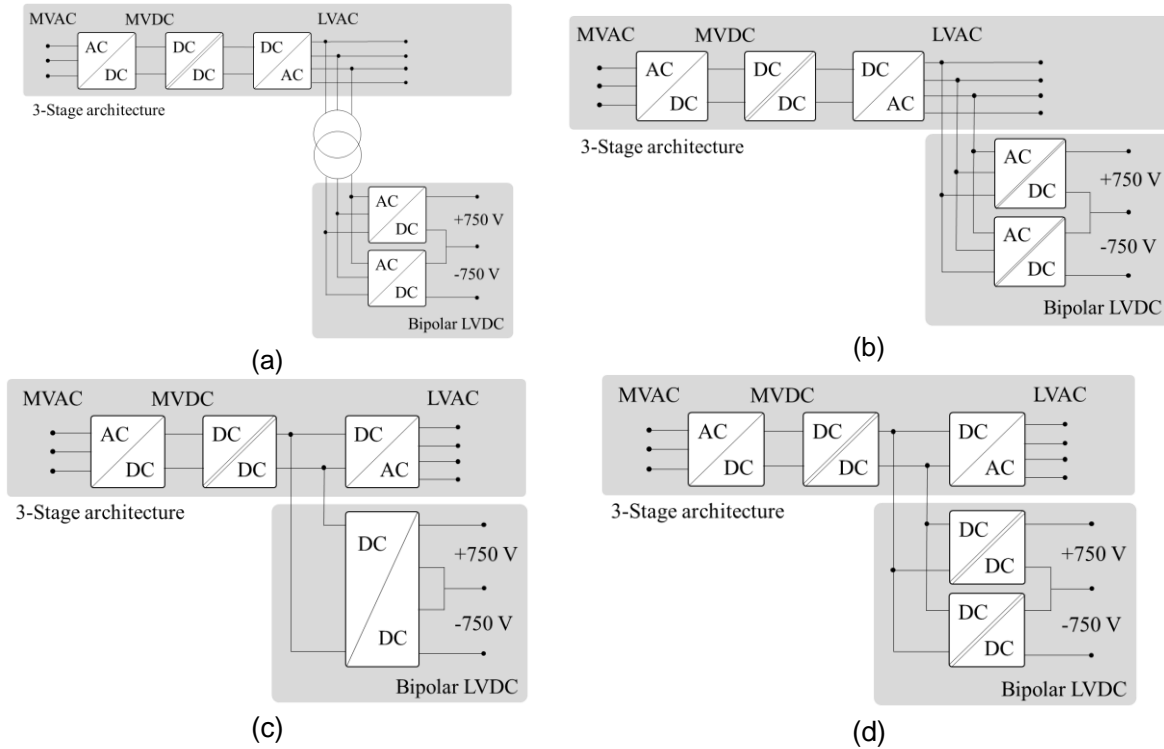 MVAC MVDC LVAC
AC DC DC
DC DC AC
3-Stage architecture
AC
DC
+750 V
AC
DC
-750 V
Bipolar LVDC
(a)
MVAC MVDC LVAC
AC DC DC
DC DC AC
3-Stage architecture
AC
DC
+750 V
AC
DC
-750 V
Bipolar LVDC
(b)
MVAC MVDC LVAC
AC DC DC
DC DC AC
3-Stage architecture
DC
+750 V
-750 V
DC
Bipolar LVDC
(c)
MVAC MVDC LVAC
AC DC DC
DC DC AC
3-Stage architecture
DC
DC
+750 V
DC
DC
-750 V
Bipolar LVDC
(d)